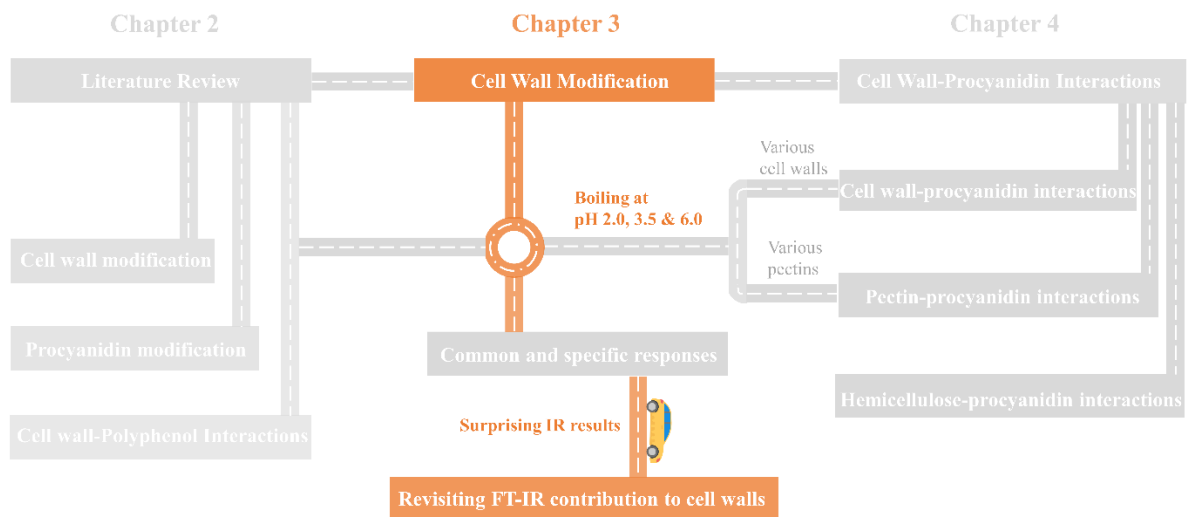 Chapter 2
Chapter 3
Chapter 4
Literature Review
Cell Wall Modification
Cell Wall-Procyanidin Interactions
Various
cell walls
Cell wall-procyanidin interactions
Boiling at
pH 2.0, 3.5 & 6.0
Cell wall modification
Various
pectins
Pectin-procyanidin interactions
Procyanidin modification
Common and specific responses
Hemicellulose-procyanidin interactions
Cell wall-Polyphenol Interactions
Surprising IR results
Revisiting FT-IR contribution to cell walls